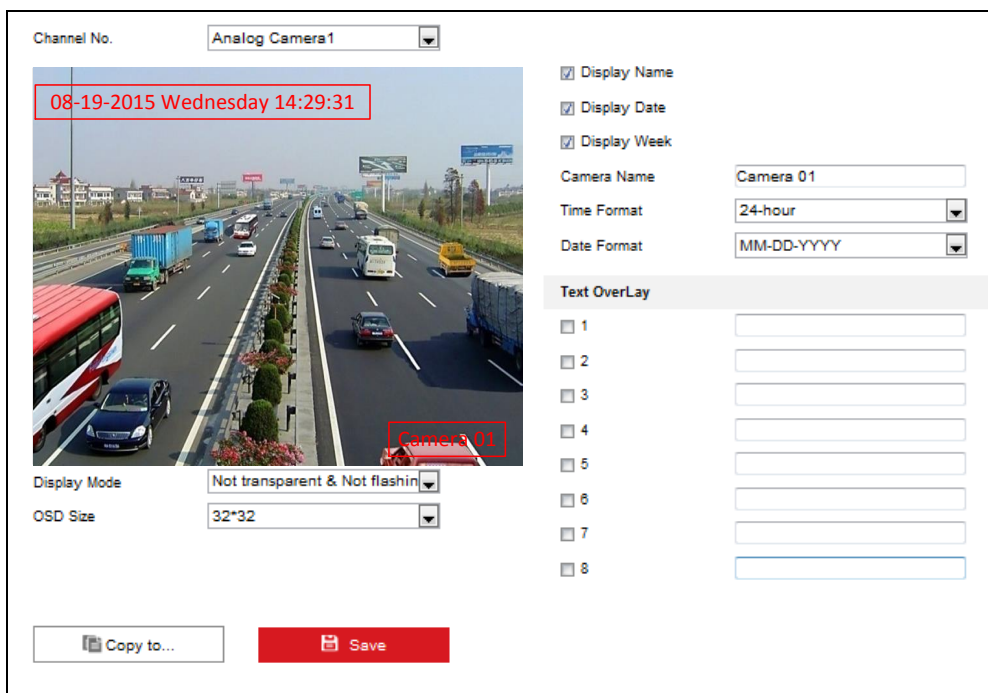 Channel No. Analog Camera1
08-19-2015 Wednesday 14:29:31
Camera 01
Display Mode Not transparent & Not flashin
OSD Size 32*32
Copy to... Save
Display Name
Display Date
Display Week
Camera Name Camera 01
Time Format 24-hour
Date Format MM-DD-YYYY
Text OverLay
1
2
3
4
5
6
7
8